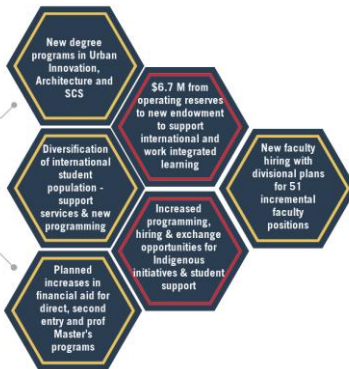 New degree
programs in Urban
Innovation,
Architecture and
SCS
$6.7 M from
operating reserves
to new endowment
to support
international and
work integrated
learning
Diversification
of international
student
population -
support
services & new
programming
New faculty
hiring with
divisional plans
for 51
incremental
faculty
positions
Increased
programming,
hiring & exchange
opportunities for
Indigenous
initiatives & student
support
Planned
increases in
financial aid for
direct, second
entry and prof
Master's
programs